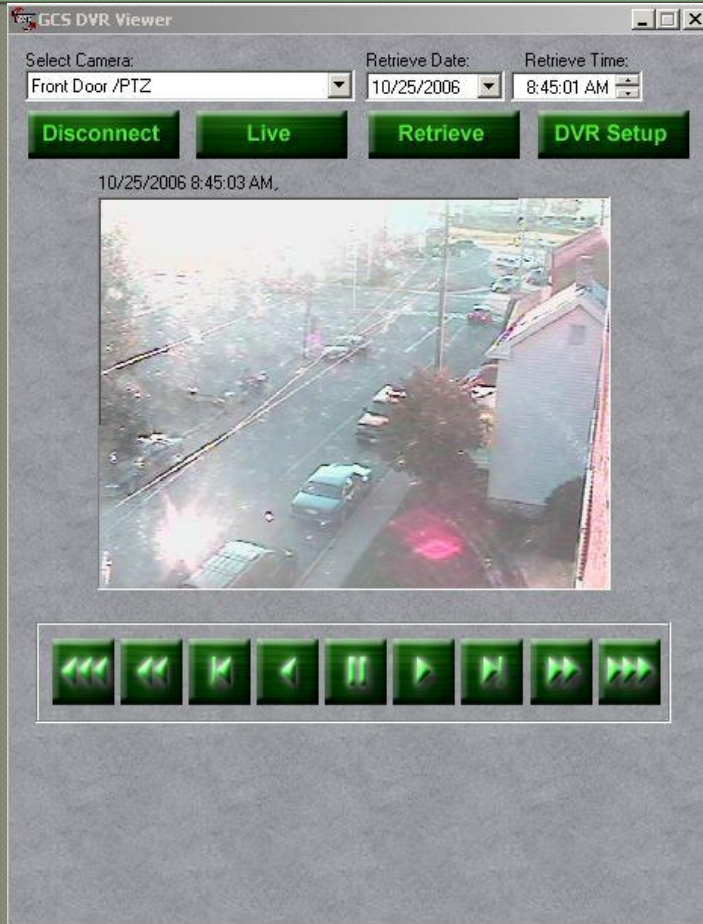 GCS DVR Viewer
Select Camera: Retrieve Date: Retrieve Time:
Front Door /PTZ 10/25/2006 8:45:01 AM
Disconnect Live Retrieve DVR Setup
10/25/2006 8:45:03 AM,